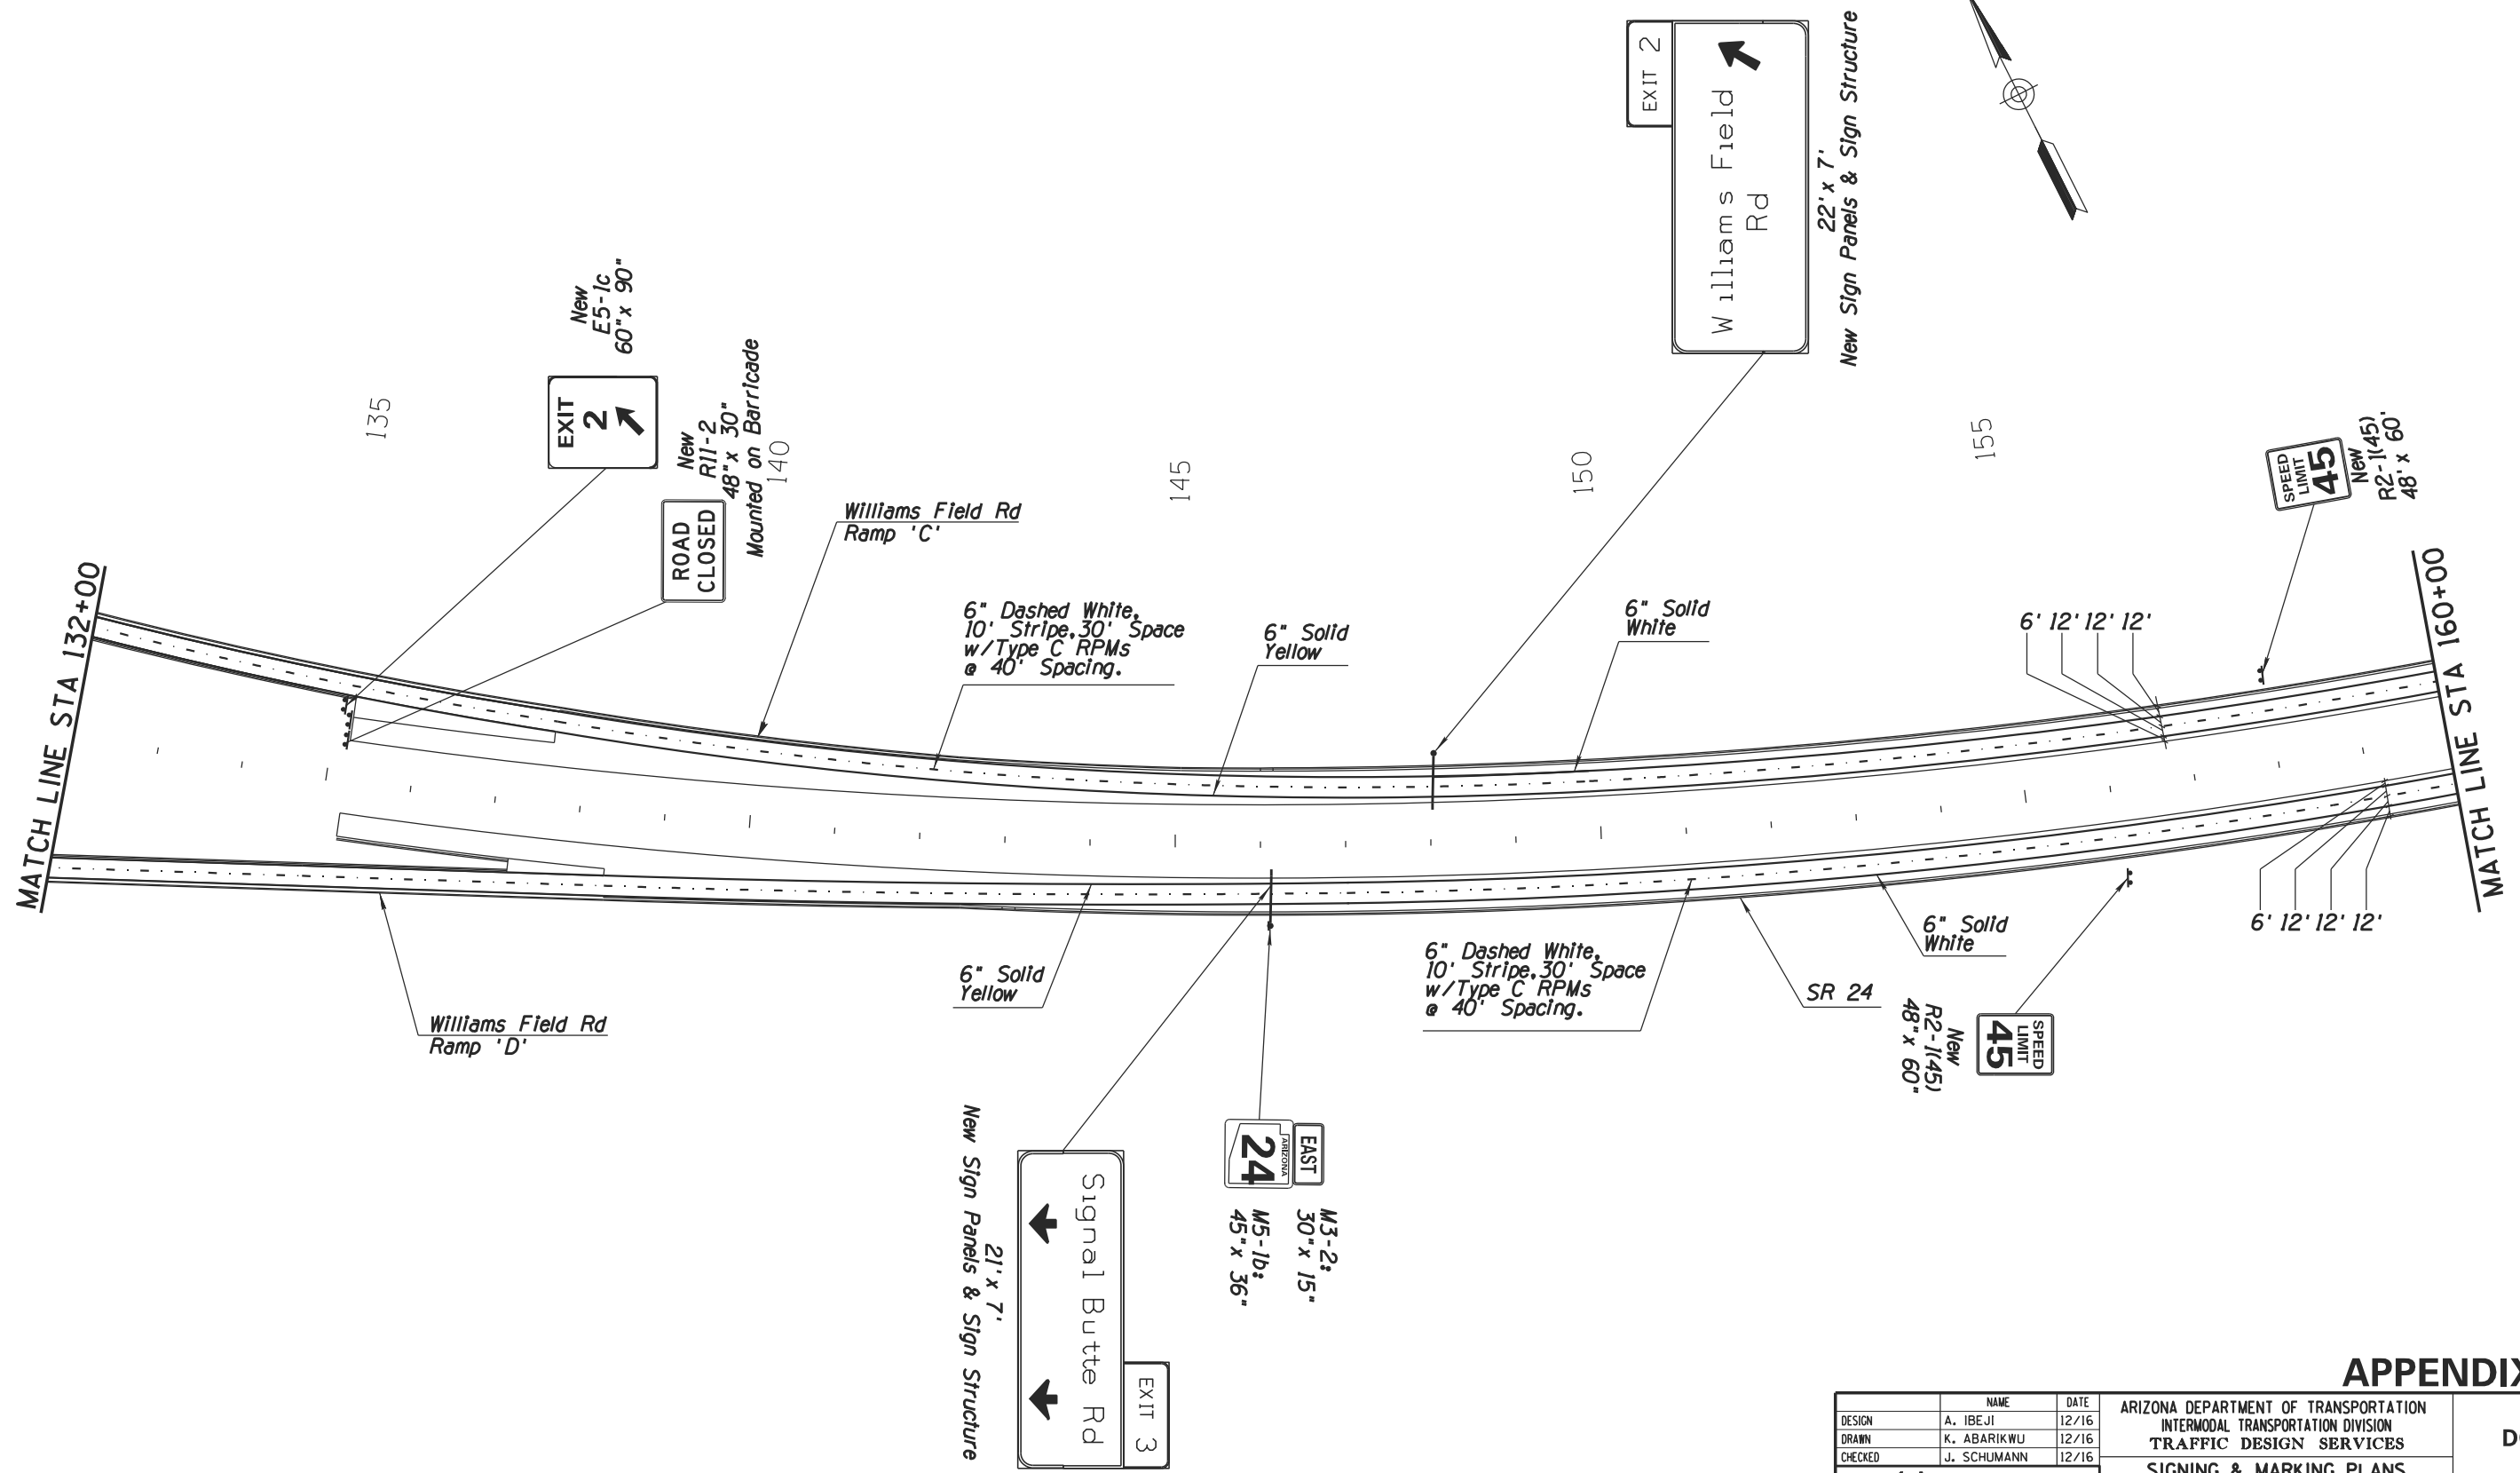 EXIT 2
Williams Field
Rd
22' x 7'
New Sign Panels & Sign Structure
New
E5-1c
60" x 90"
EXIT
2
New
R11-2
48" x 30"
Mounted on Barricade
ROAD
CLOSED
135
140
145
150
155
SPEED
LIMIT
45
New
R2-1(45)
48' x 60'
Williams Field Rd
Ramp 'C'
6" Dashed White,
10' Stripe, 30' Space
w/Type C RPMs
@ 40' Spacing.
6" Solid
Yellow
6" Solid
White
6' 12' 12' 12'
MATCH LINE STA 132+00
MATCH LINE STA 160+00
Williams Field Rd
Ramp 'D'
6" Solid
Yellow
6" Dashed White,
10' Stripe, 30' Space
w/Type C RPMs
@ 40' Spacing.
SR 24
6" Solid
White
6' 12' 12' 12'
New
R2-1(45)
48" x 60"
SPEED
LIMIT
45
EAST
ARIZONA
24
M3-2:
30" x 15"
M5-1b:
45" x 36"
EXIT 3
Signal Butte Rd
21' x 7'
New Sign Panels & Sign Structure
APPENDIX
NAME DATE
DESIGN A. IBEJI 12/16
DRAWN K. ABARIKWU 12/16
CHECKED J. SCHUMANN 12/16
ARIZONA DEPARTMENT OF TRANSPORTATION
INTERMODAL TRANSPORTATION DIVISION
TRAFFIC DESIGN SERVICES
SIGNING & MARKING PLANS